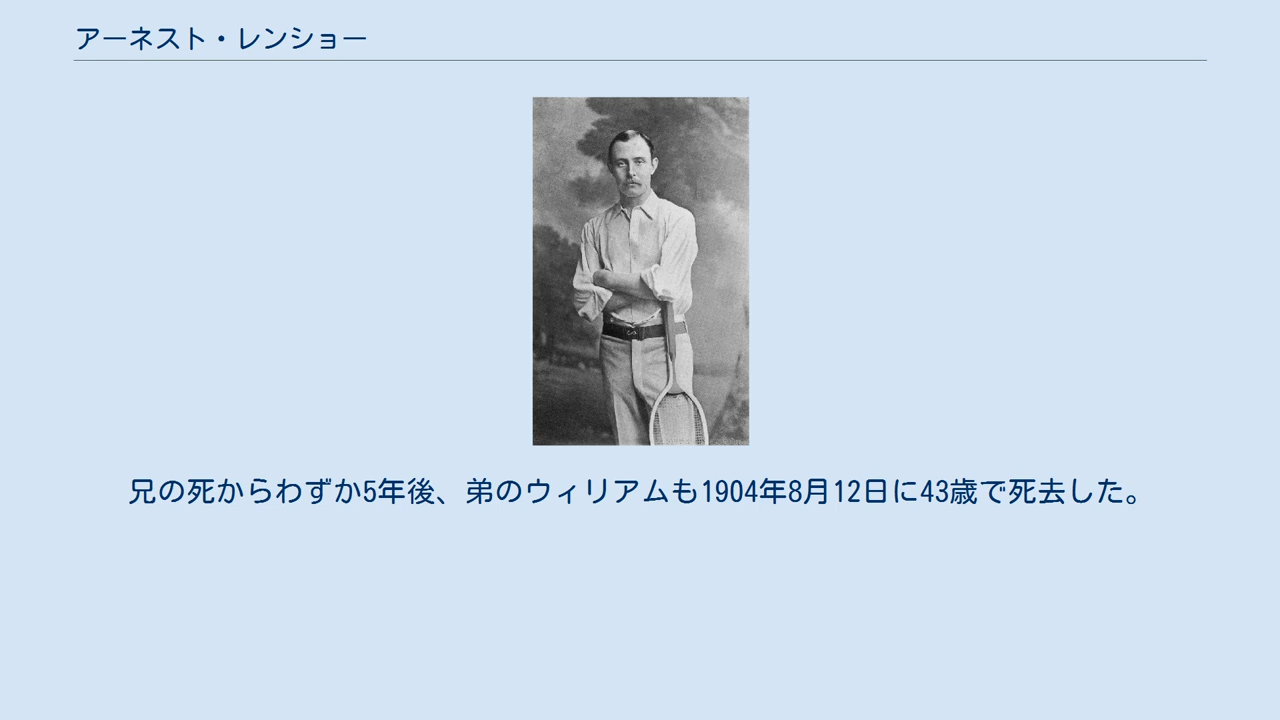 アーネスト・レンショー
兄の死からわずか5年後、弟のウィリアムも1904年8月12日に43歳で死去した。